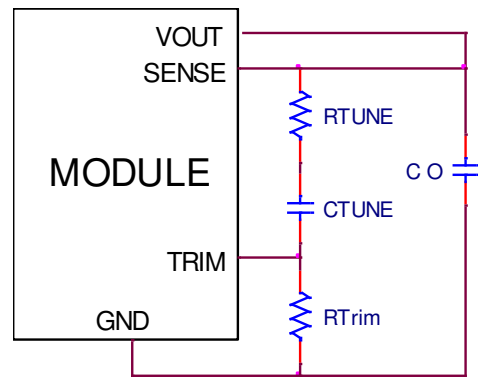 VOUT
SENSE
RTUNE
MODULE
C O
CTUNE
TRIM
RTrim
GND